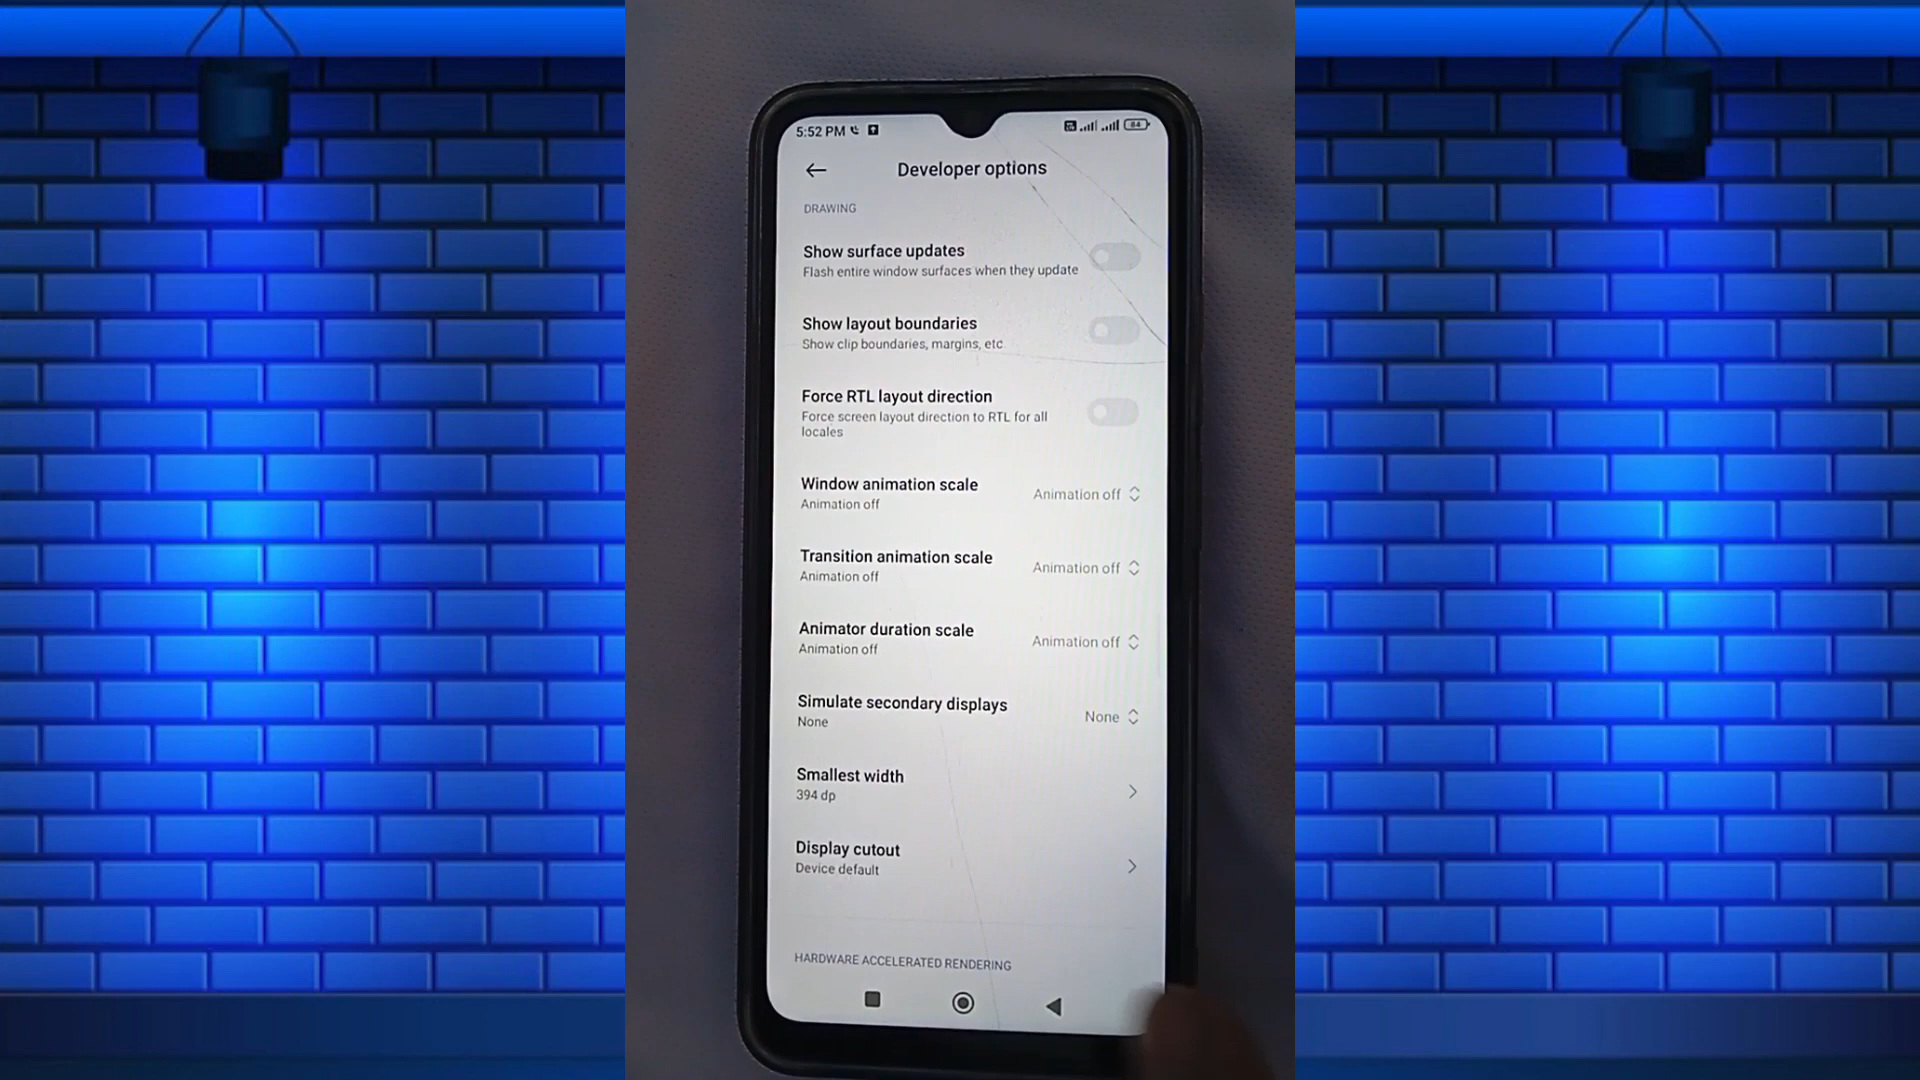 5:52 PM
84
Developer options
DRAWING
Show surface updates
Flash entire window surfaces when they update
Show layout boundaries
Show clip boundaries, margins, etc
Force RTL layout direction
Force screen layout direction to RTL for all
locales
Window animation scale
Animation off
Animation off
Transition animation scale
Animation off
Animation off
Animator duration scale
Animation off
Animation off
Simulate secondary displays
None
None
Smallest width
394 dp
Display cutout
Device default
HARDWARE ACCELERATED RENDERING